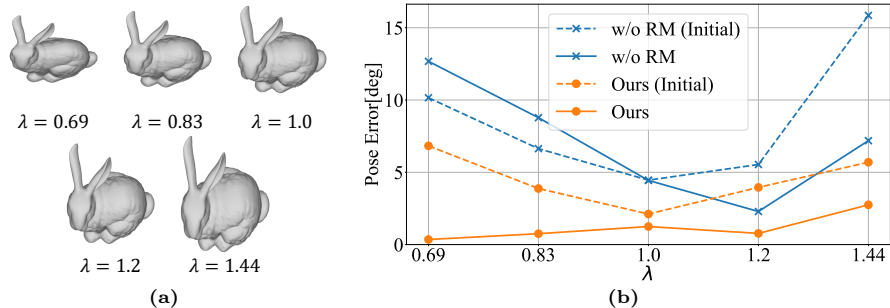 λ = 0.69
λ = 0.83
λ = 1.0
λ = 1.2
λ = 1.44
(a)
Pose Error[deg]
15
10
5
0
w/o RM (Initial)
w/o RM
Ours (Initial)
Ours
0.69
0.83
1.0
1.2
1.44
λ
(b)